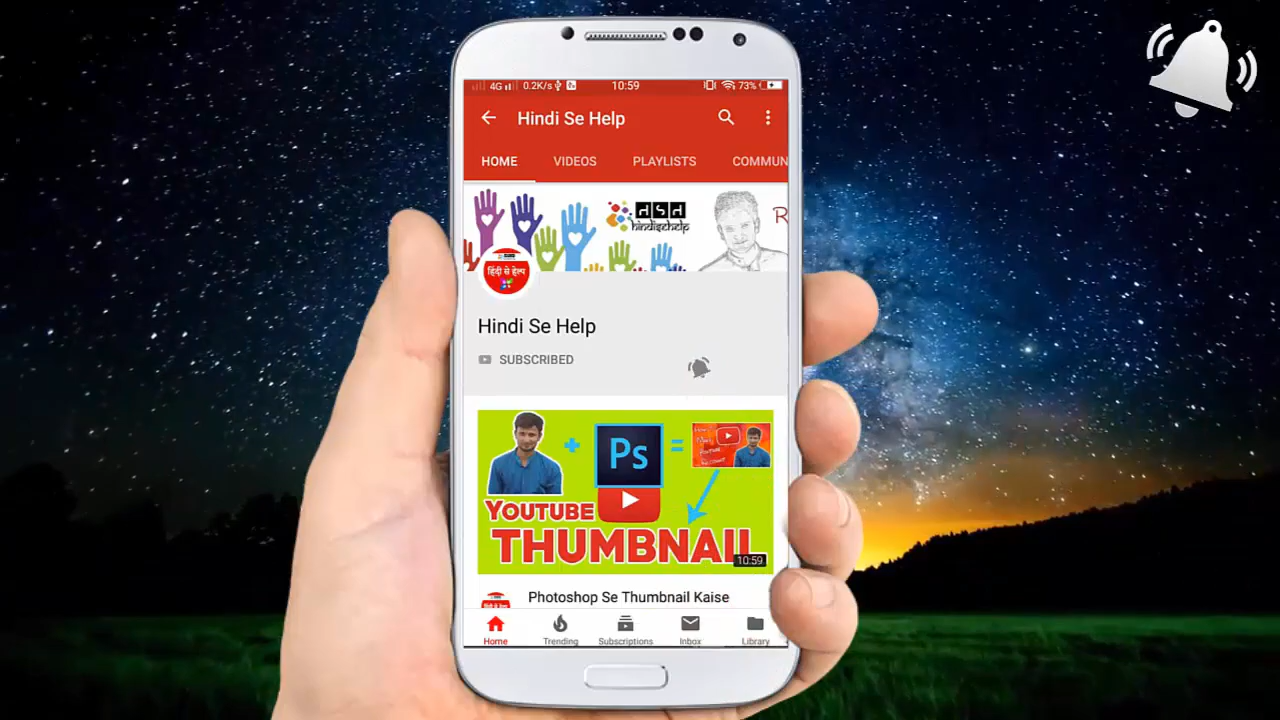 4G 0.2K/s 10:59 73%
Hindi Se Help
HOME VIDEOS PLAYLISTS COMMUN
hindisehelp
R
हिंदी से हेल्प
Hindi Se Help
SUBSCRIBED
Ps
YOUTUBE
THUMBNAIL
10:59
Photoshop Se Thumbnail Kaise
Home Trending Subscriptions Inbox Library